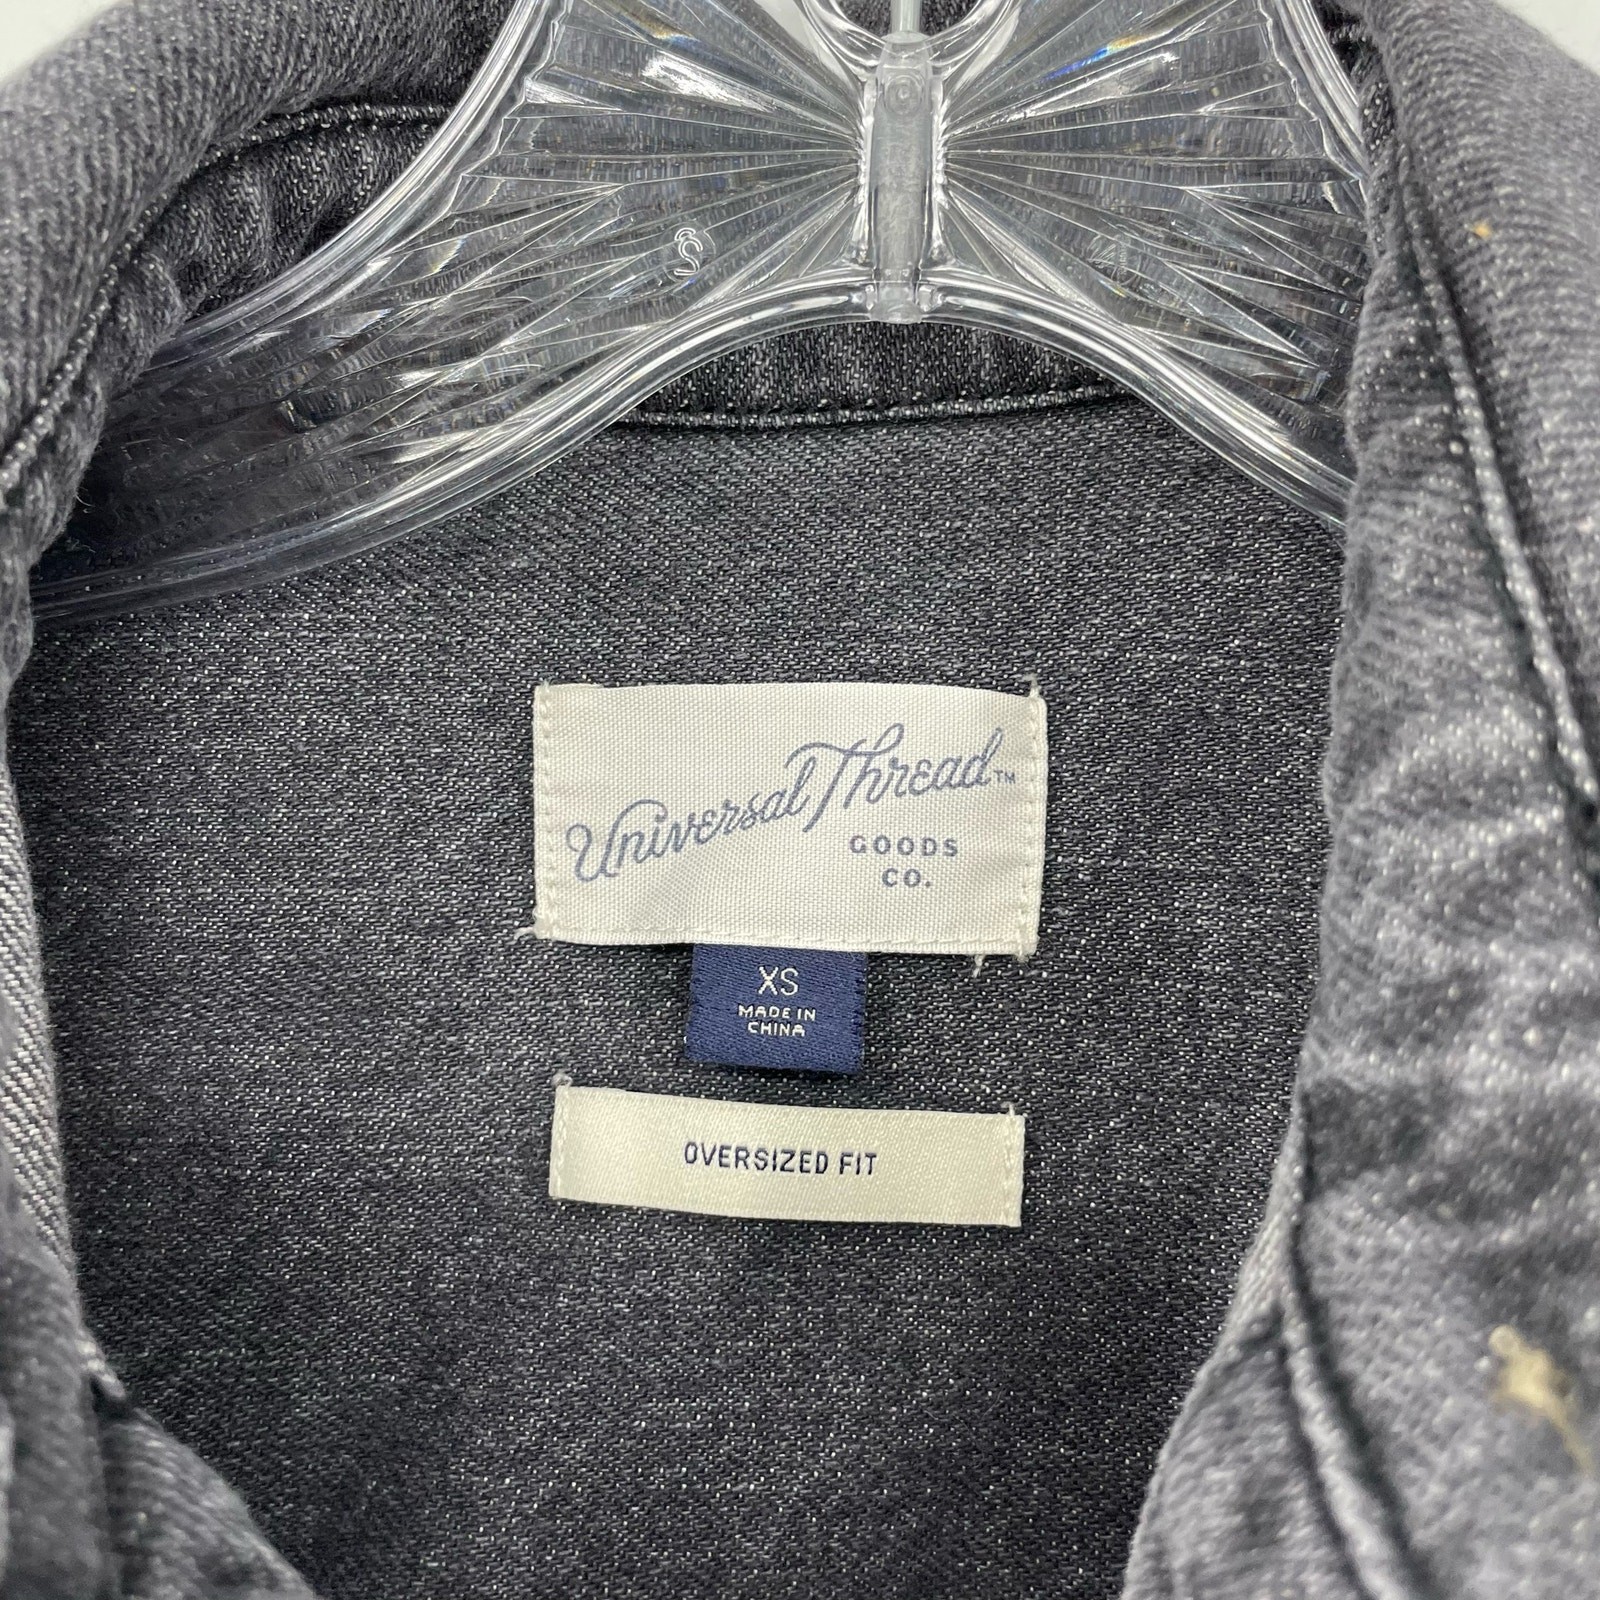 Universal Thread™
GOODS
CO.
XS
MADE IN
CHINA
OVERSIZED FIT